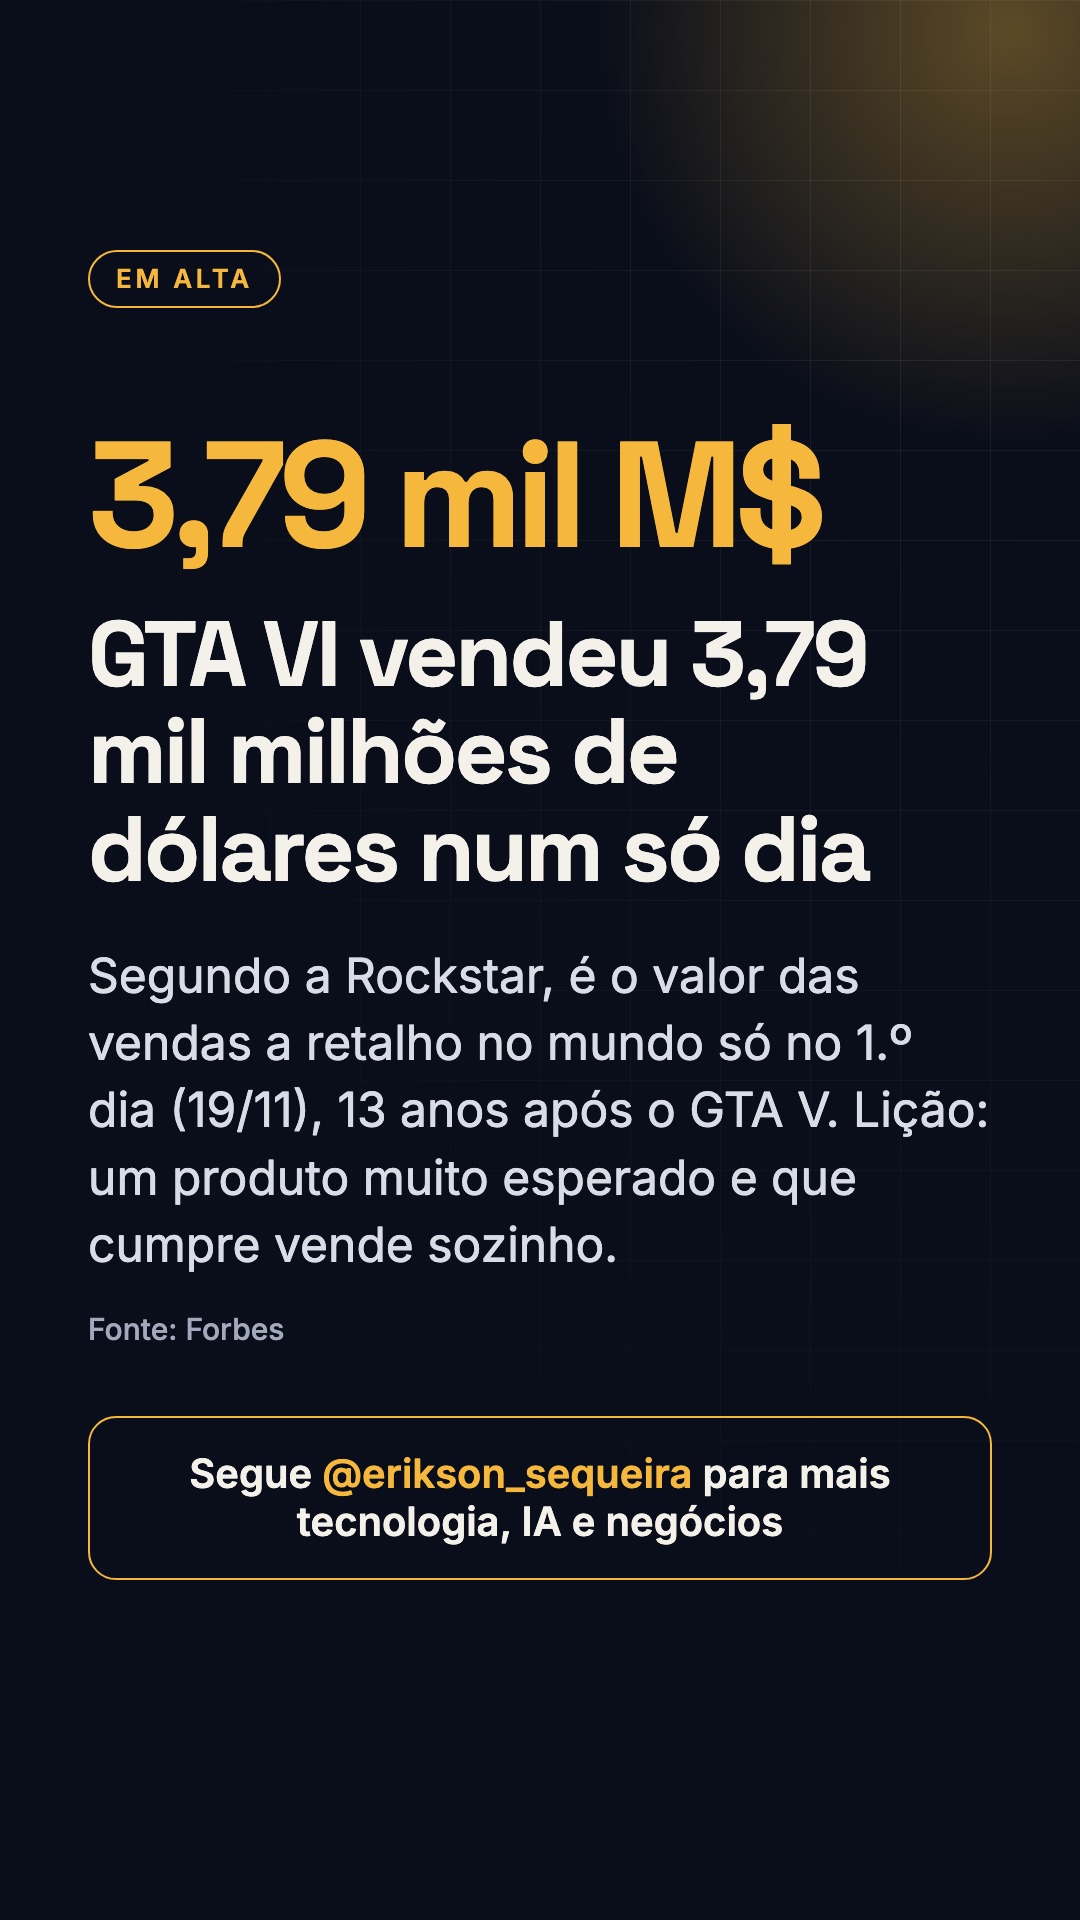 EM ALTA
3,79 mil M$
GTA VI vendeu 3,79
mil milhões de
dólares num só dia
Segundo a Rockstar, é o valor das
vendas a retalho no mundo só no 1.º
dia (19/11), 13 anos após o GTA V. Lição:
um produto muito esperado e que
cumpre vende sozinho.
Fonte: Forbes
Segue @erikson_sequeira para mais
tecnologia, IA e negócios